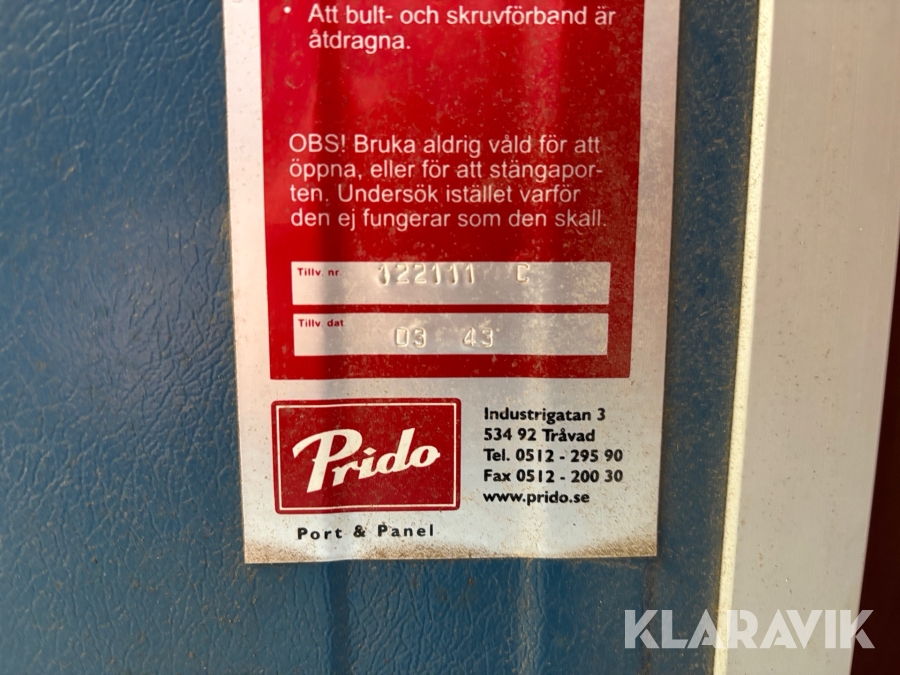 • Att bult- och skruvförband är
åtdragna.
OBS! Bruka aldrig våld för att
öppna, eller för att stängapor-
ten. Undersök istället varför
den ej fungerar som den skall.
Tillv. nr. 122111 C
Tillv. dat 03 43
Prido
Port & Panel
Industrigatan 3
534 92 Tråvad
Tel. 0512 - 295 90
Fax 0512 - 200 30
www.prido.se
KLARAVIK